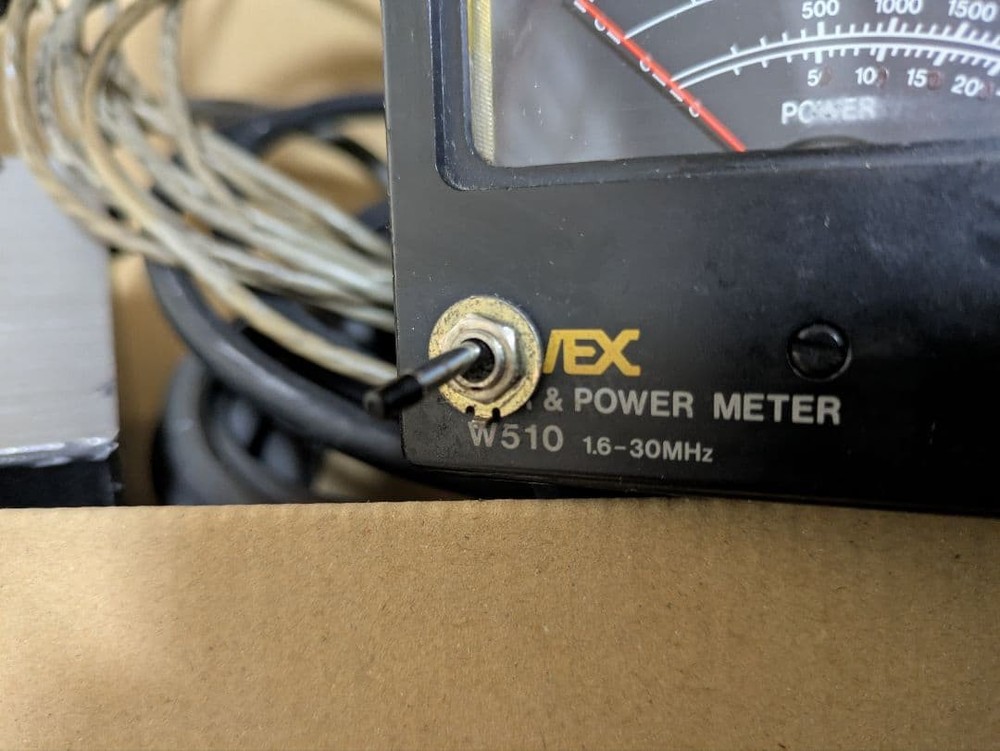 500 1000 1500
5 10 15 20
POWER
VEX
& POWER METER
W510 1.6-30MHz